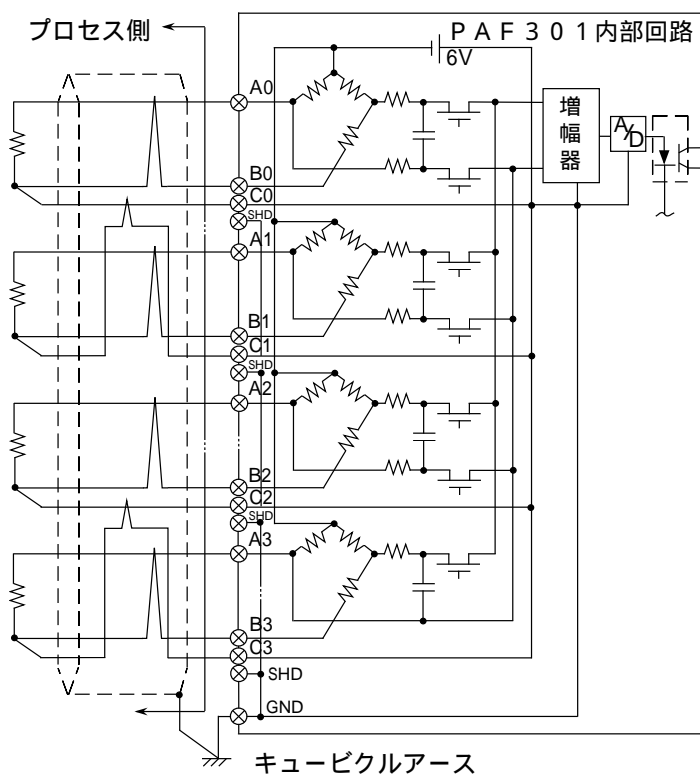 プロセス側
PAF301内部回路
6V
A0
増幅器
A/D
B0
C0
SHD
A1
B1
C1
SHD
A2
B2
C2
SHD
A3
B3
C3
SHD
GND
キュービクルアース